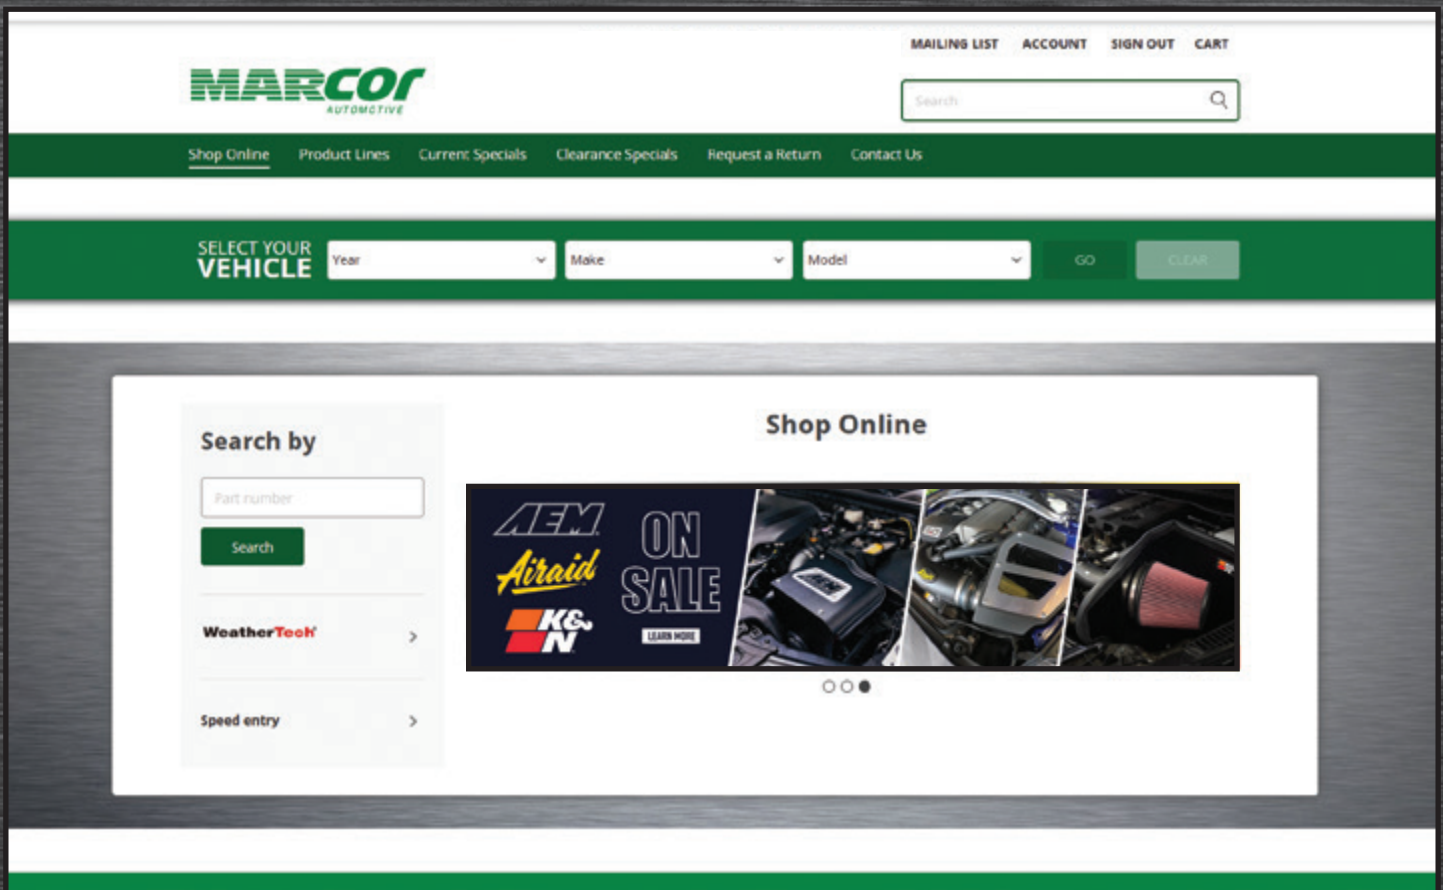 MAILING LIST ACCOUNT SIGN OUT CART
MARCOR
AUTOMOTIVE
Search
Shop Online Product Lines Current Specials Clearance Specials Request a Return Contact Us
SELECT YOUR
VEHICLE
Year Make Model GO CLEAR
Search by
Part number
Search
WeatherTech
Speed entry
Shop Online
AEM
Airaid
K&N
ON
SALE
LEARN MORE
AEM